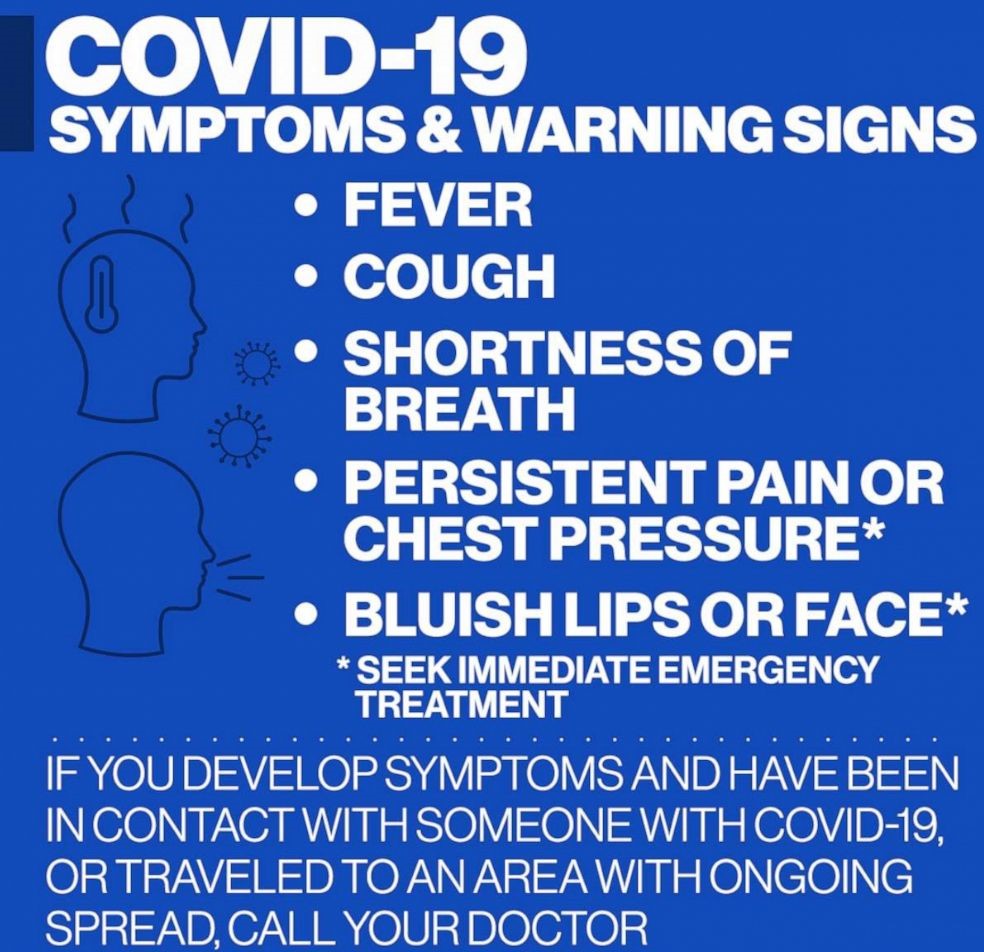 COVID-19
SYMPTOMS & WARNING SIGNS
• FEVER
• COUGH
• SHORTNESS OF
BREATH
• PERSISTENT PAIN OR
CHEST PRESSURE*
• BLUISH LIPS OR FACE*
* SEEK IMMEDIATE EMERGENCY
TREATMENT
IF YOU DEVELOP SYMPTOMS AND HAVE BEEN
IN CONTACT WITH SOMEONE WITH COVID-19,
OR TRAVELED TO AN AREA WITH ONGOING
SPREAD, CALL YOUR DOCTOR